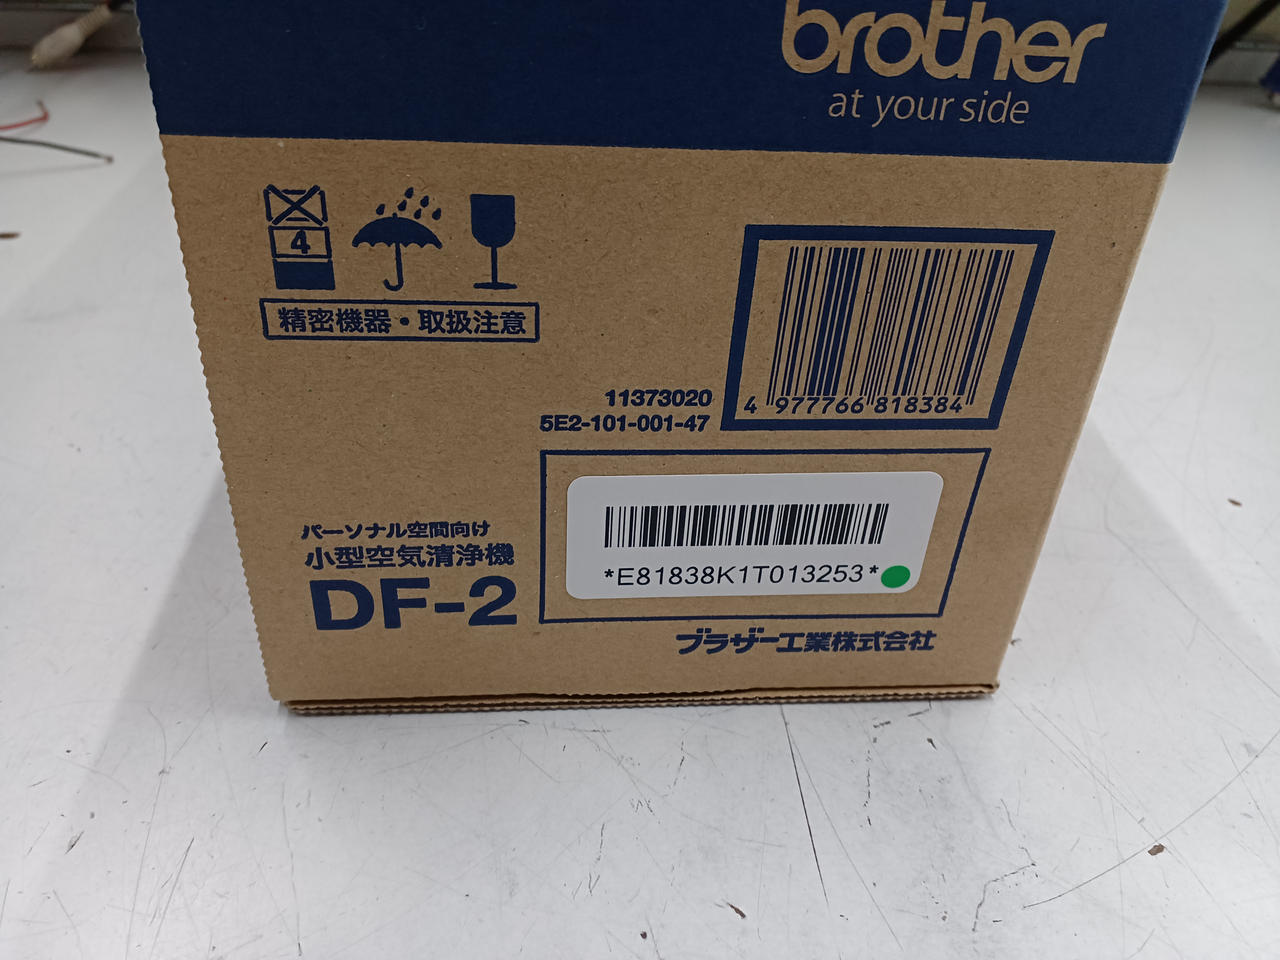 brother
at your side
4
精密機器・取扱注意
4 977766 818384
11373020
5E2-101-001-47
*E81838K1T013253*
パーソナル空間向け
小型空気清浄機
DF-2
ブラザー工業株式会社